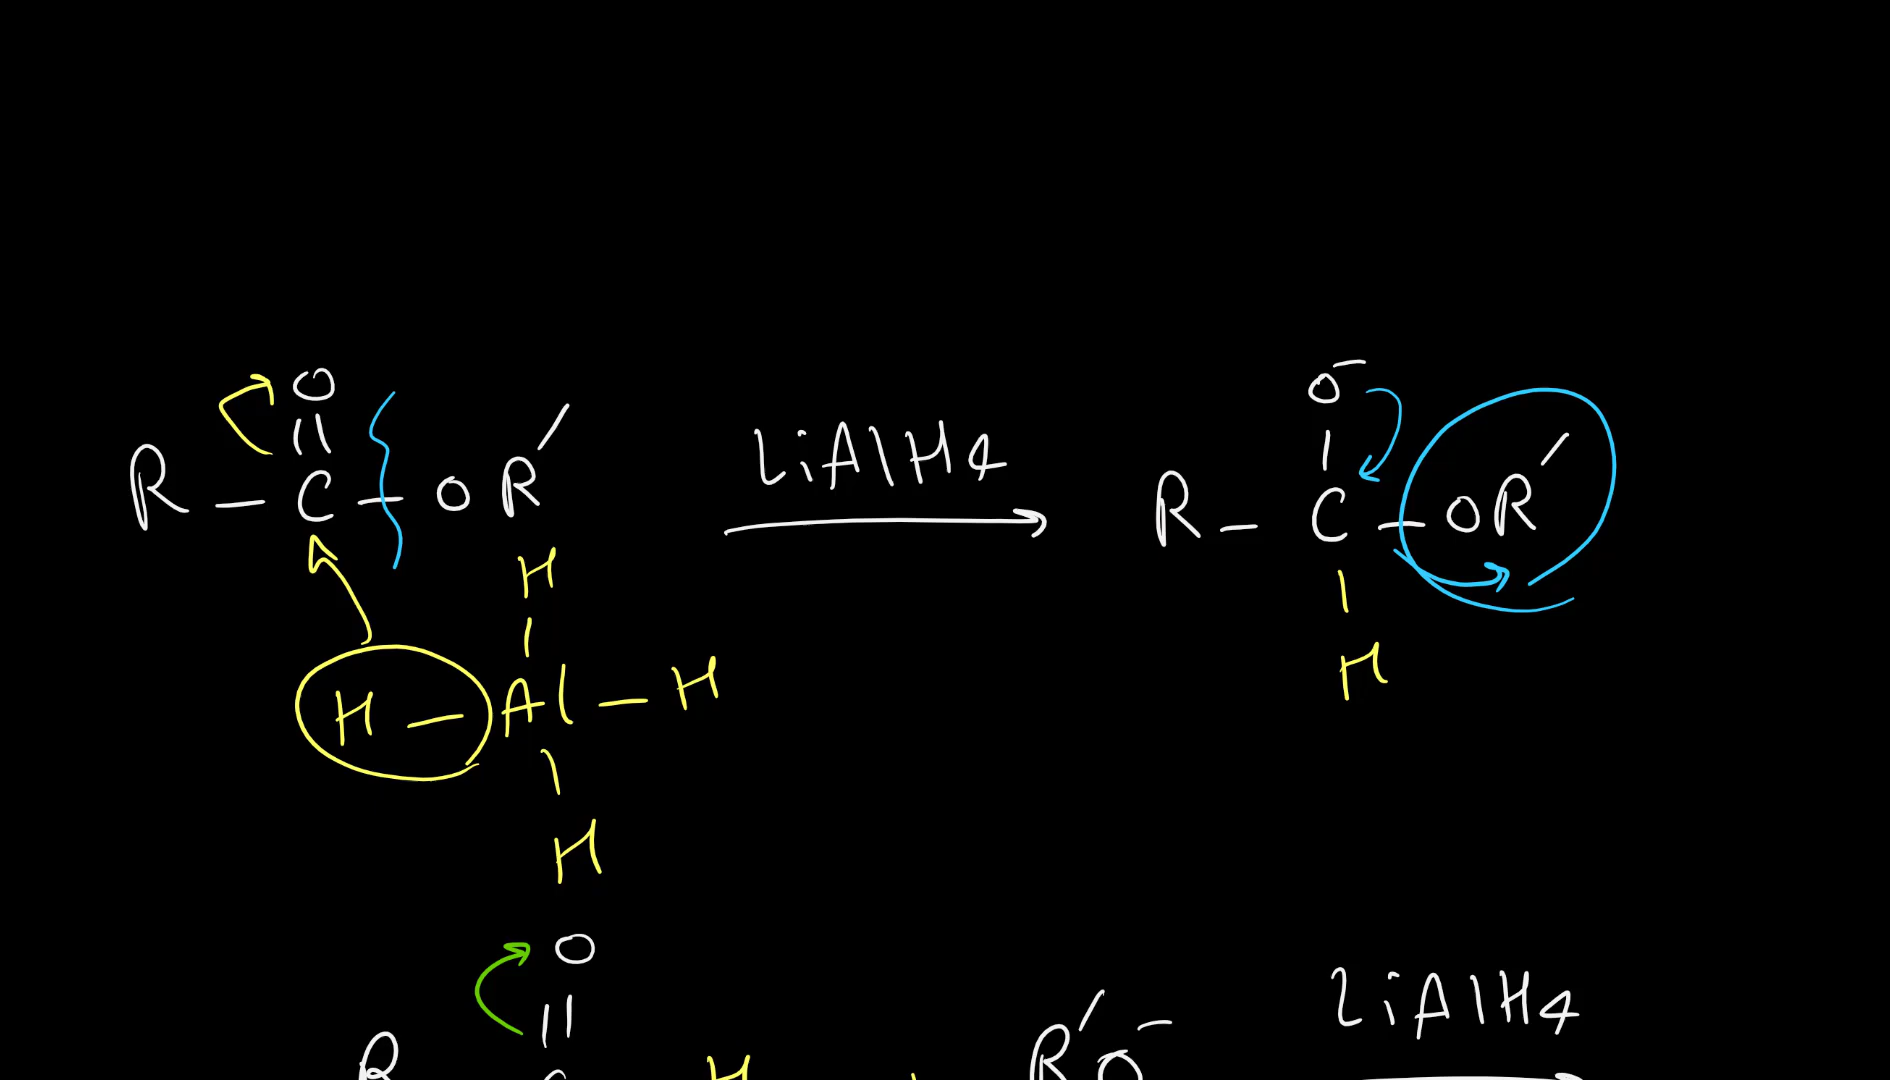 O
R - C - O R′
LiAlH4
O⁻
R - C - OR′
H
H
H - Al - H
H
O
LiAlH4
R
H
R′O⁻